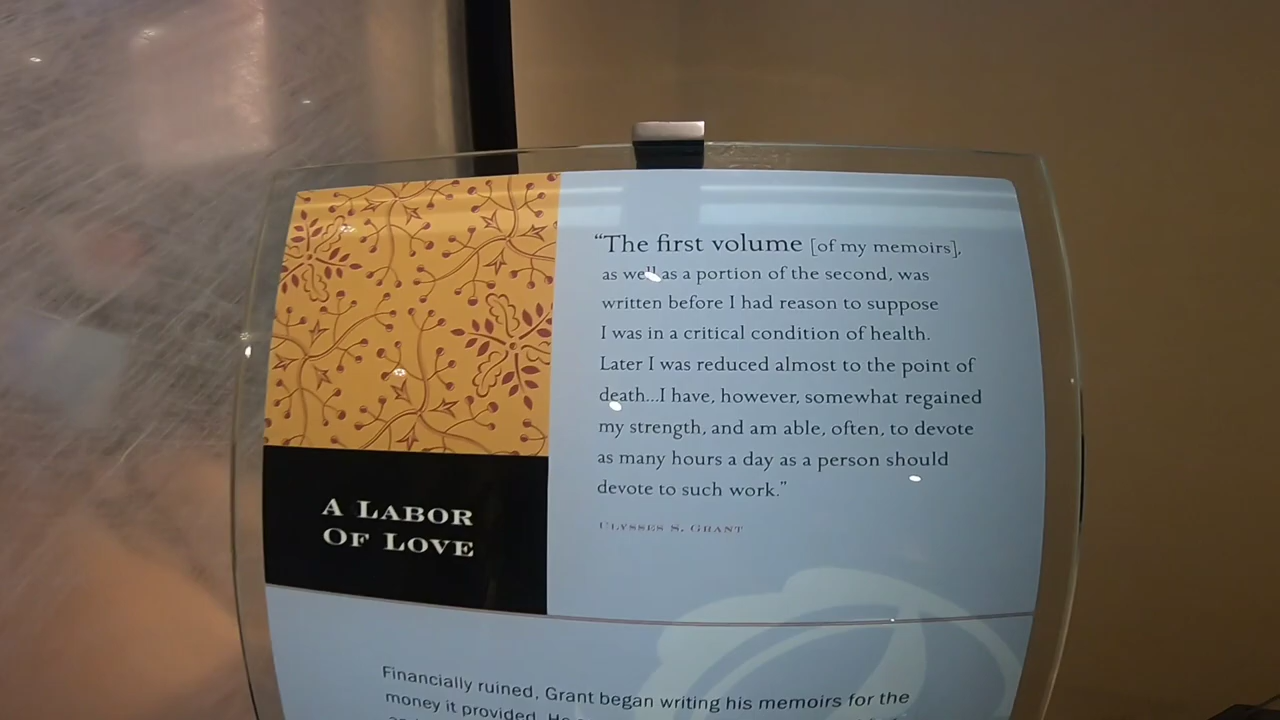 A LABOR
OF LOVE
“The first volume [of my memoirs],
as well as a portion of the second, was
written before I had reason to suppose
I was in a critical condition of health.
Later I was reduced almost to the point of
death...I have, however, somewhat regained
my strength, and am able, often, to devote
as many hours a day as a person should
devote to such work.”
ULYSSES S. GRANT
Financially ruined, Grant began writing his memoirs for the
money it provided.